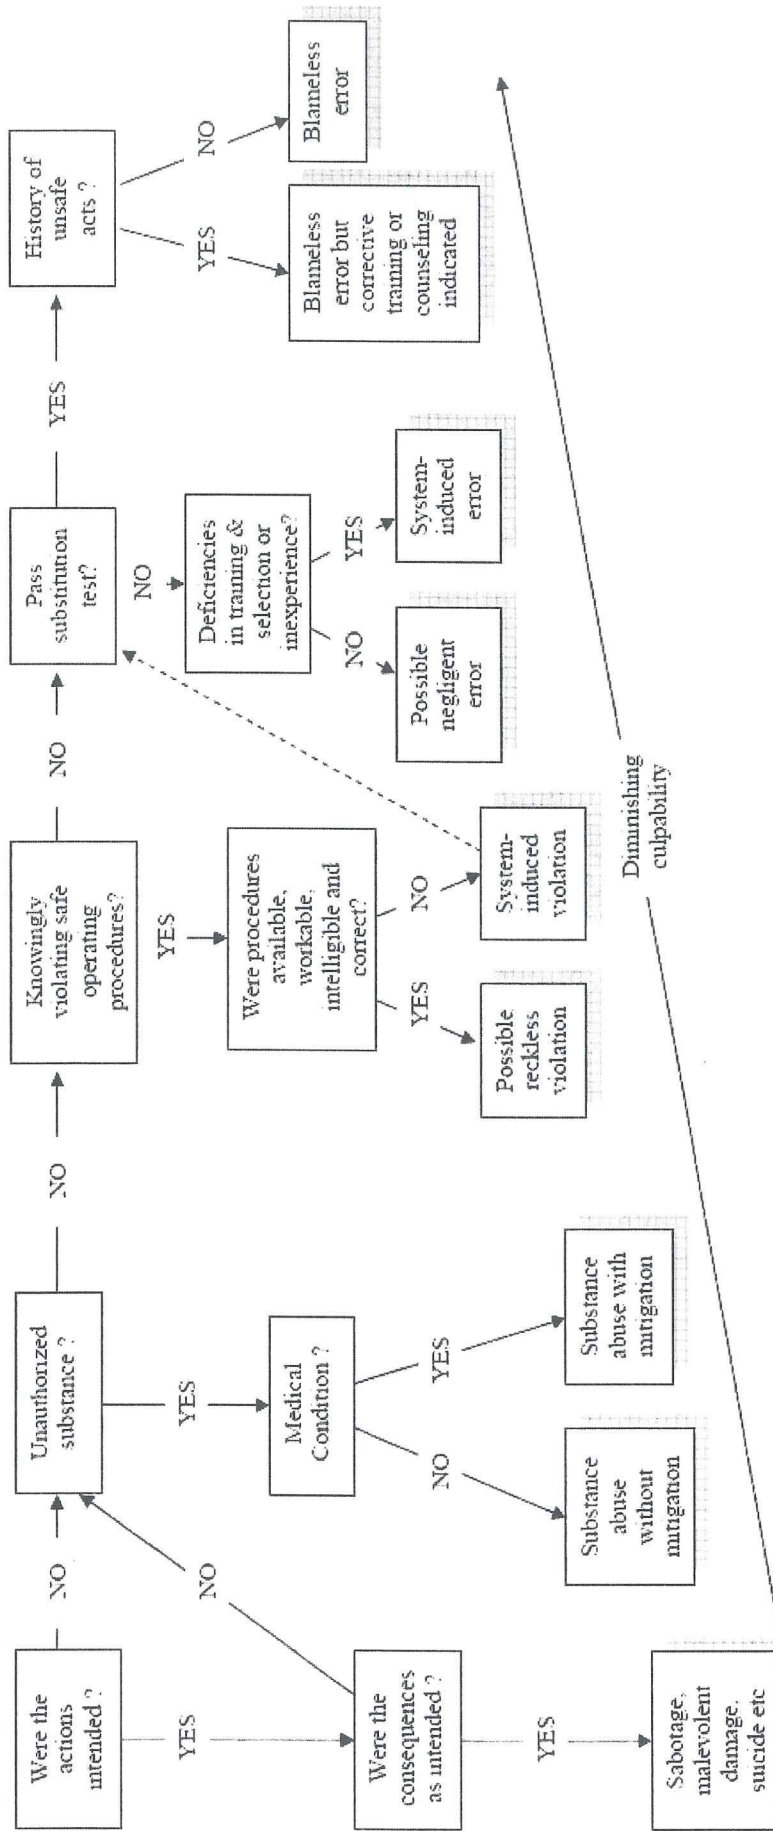 Were the
actions
intended ?
NO
YES
Were the
consequences
as intended ?
NO
YES
Sabotage,
malevolent
damage,
suicide etc
Unauthorized
substance ?
NO
YES
Medical
Condition ?
NO
YES
Substance
abuse
without
mitigation
Substance
abuse with
mitigation
Knowingly
violating safe
operating
procedures?
NO
YES
Were procedures
available,
workable,
intelligible and
correct?
YES
NO
Possible
reckless
violation
System-
induced
violation
Pass
substitution
test?
YES
NO
Deficiencies
in training &
selection or
inexperience?
NO
YES
Possible
negligent
error
System-
induced
error
History of
unsafe
acts ?
YES
NO
Blameless
error but
corrective
training or
counseling
indicated
Blameless
error
Diminishing
culpability